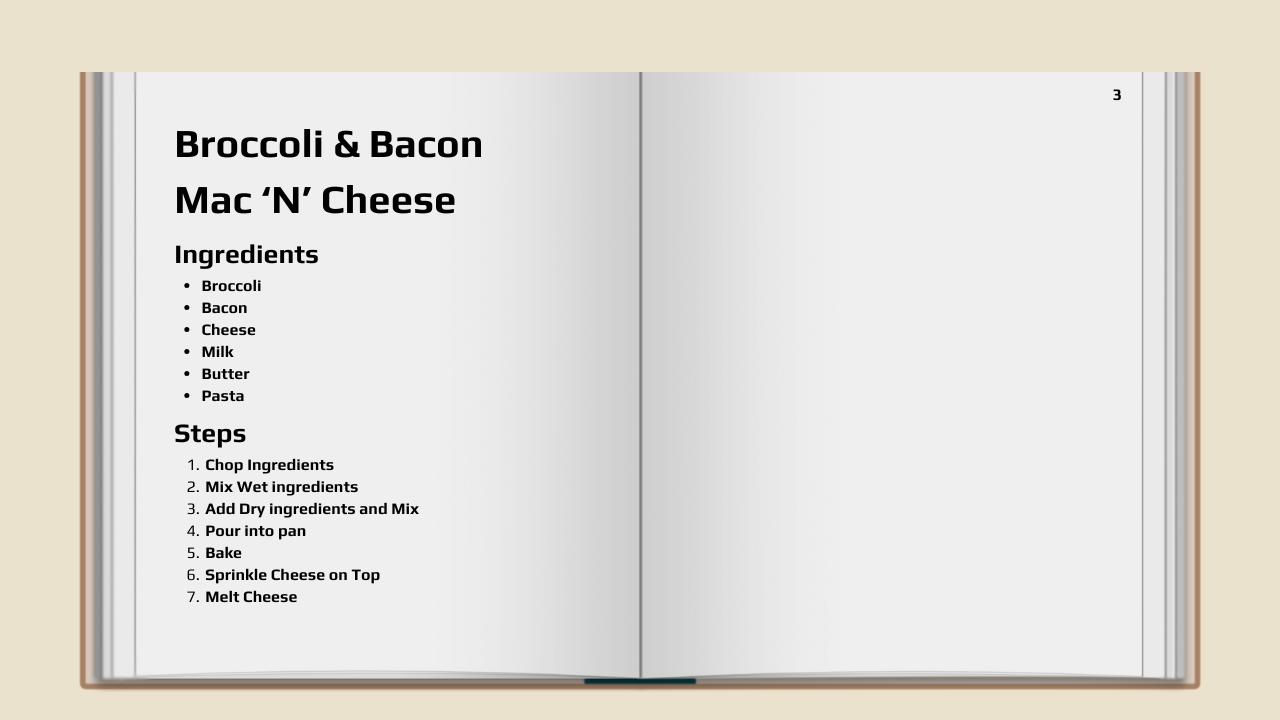 3
Broccoli & Bacon
Mac ‘N’ Cheese
Ingredients
• Broccoli
• Bacon
• Cheese
• Milk
• Butter
• Pasta
Steps
1. Chop Ingredients
2. Mix Wet ingredients
3. Add Dry ingredients and Mix
4. Pour into pan
5. Bake
6. Sprinkle Cheese on Top
7. Melt Cheese